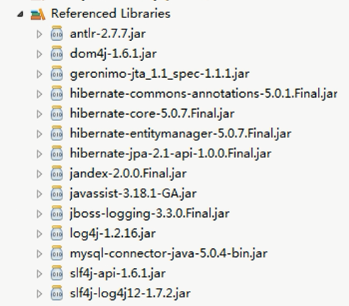 Referenced Libraries
antlr-2.7.7.jar
dom4j-1.6.1.jar
geronimo-jta_1.1_spec-1.1.1.jar
hibernate-commons-annotations-5.0.1.Final.jar
hibernate-core-5.0.7.Final.jar
hibernate-entitymanager-5.0.7.Final.jar
hibernate-jpa-2.1-api-1.0.0.Final.jar
jandex-2.0.0.Final.jar
javassist-3.18.1-GA.jar
jboss-logging-3.3.0.Final.jar
log4j-1.2.16.jar
mysql-connector-java-5.0.4-bin.jar
slf4j-api-1.6.1.jar
slf4j-log4j12-1.7.2.jar